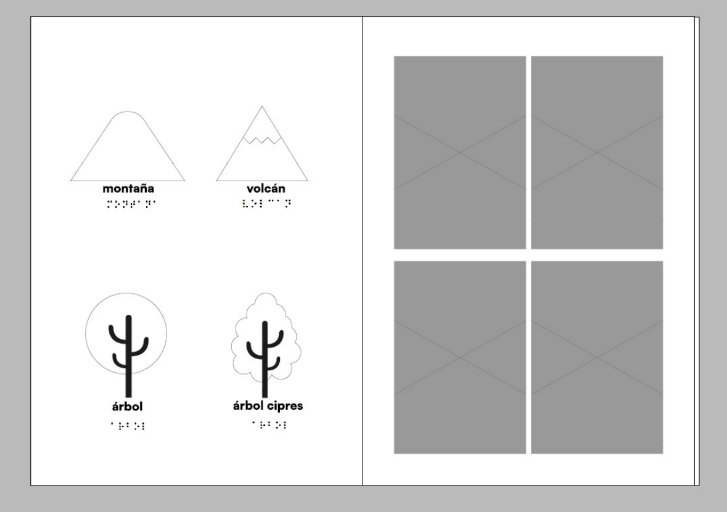 montaña
volcán
⠍⠕⠝⠞⠁⠝⠁
árbol
árbol cipres